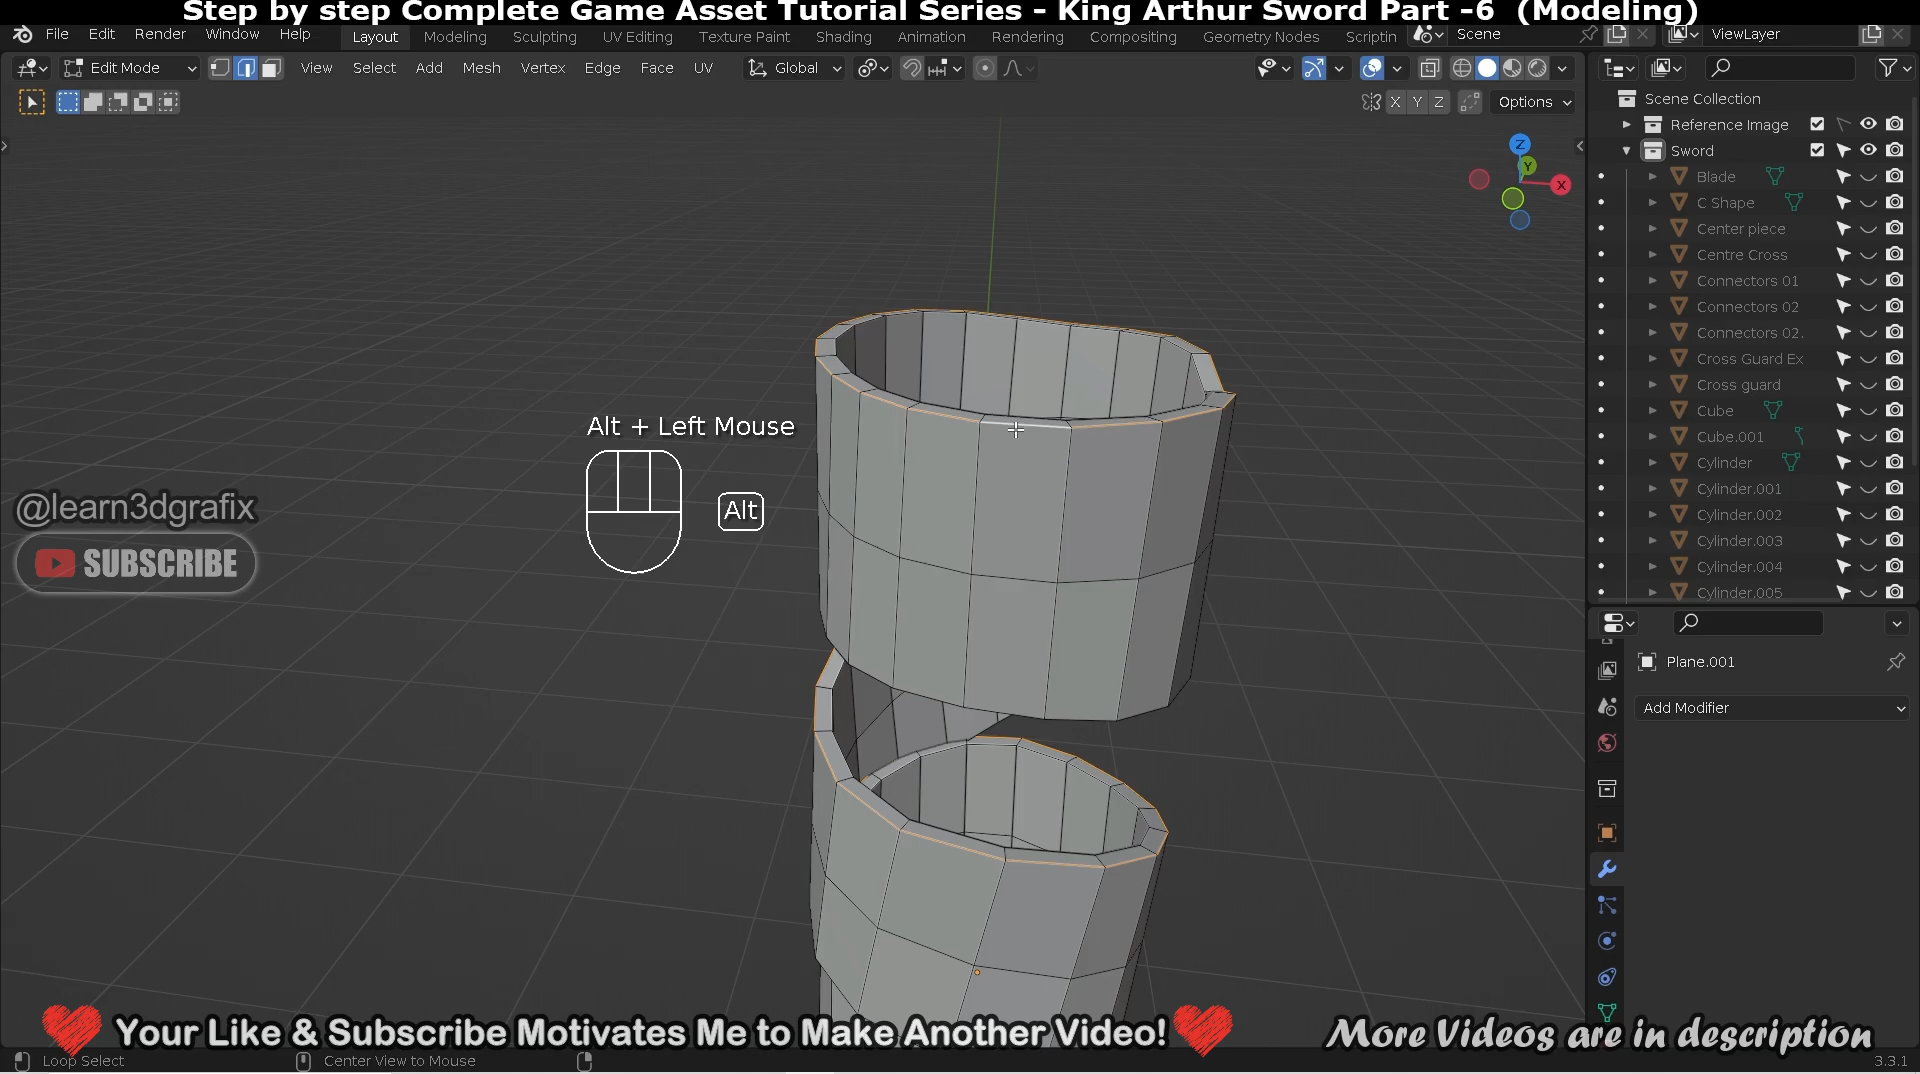 Step by step Complete Game Asset Tutorial Series - King Arthur Sword Part -6 (Modeling)
File Edit Render Window Help Layout Modeling Sculpting UV Editing Texture Paint Shading Animation Rendering Compositing Geometry Nodes Scriptin Scene ViewLayer
Edit Mode View Select Add Mesh Vertex Edge Face UV Global
X Y Z Options
Scene Collection
Reference Image
Sword
Blade
C Shape
Center piece
Centre Cross
Connectors 01
Connectors 02
Connectors 02.
Cross Guard Ex
Cross guard
Cube
Cube.001
Cylinder
Cylinder.001
Cylinder.002
Cylinder.003
Cylinder.004
Cylinder.005
Z
Y
X
Alt + Left Mouse
Alt
@learn3dgrafix
SUBSCRIBE
Plane.001
Add Modifier
Your Like & Subscribe Motivates Me to Make Another Video!
More Videos are in description
Loop Select Center View to Mouse 3.3.1